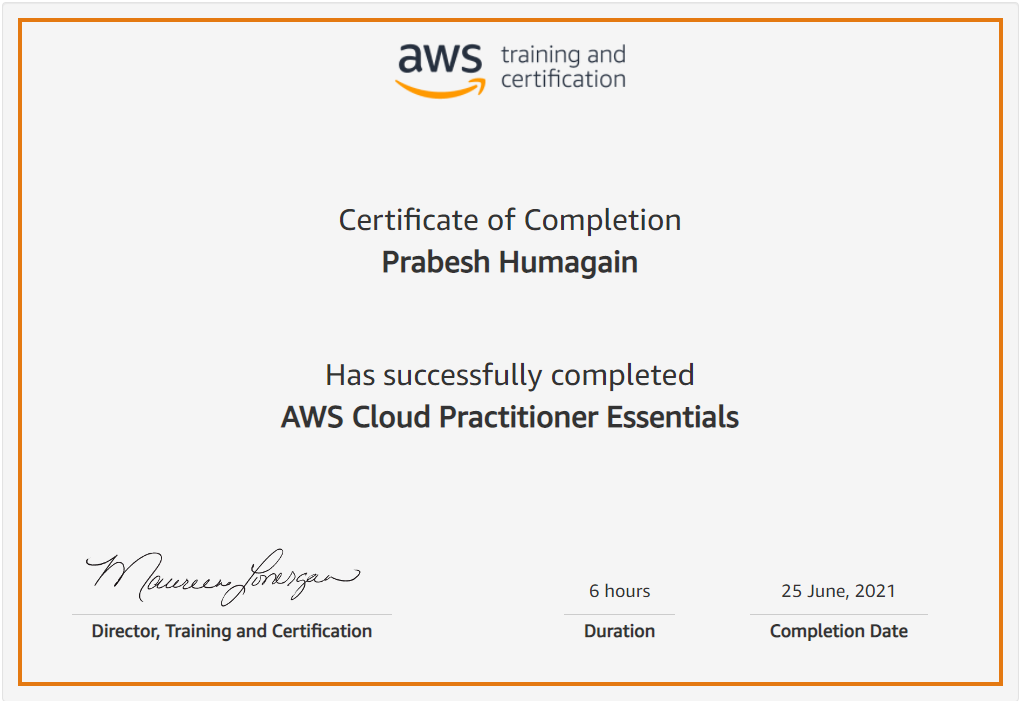 aws training and
certification
Certificate of Completion
Prabesh Humagain
Has successfully completed
AWS Cloud Practitioner Essentials
Maureen Lonergan
Director, Training and Certification
6 hours
Duration
25 June, 2021
Completion Date